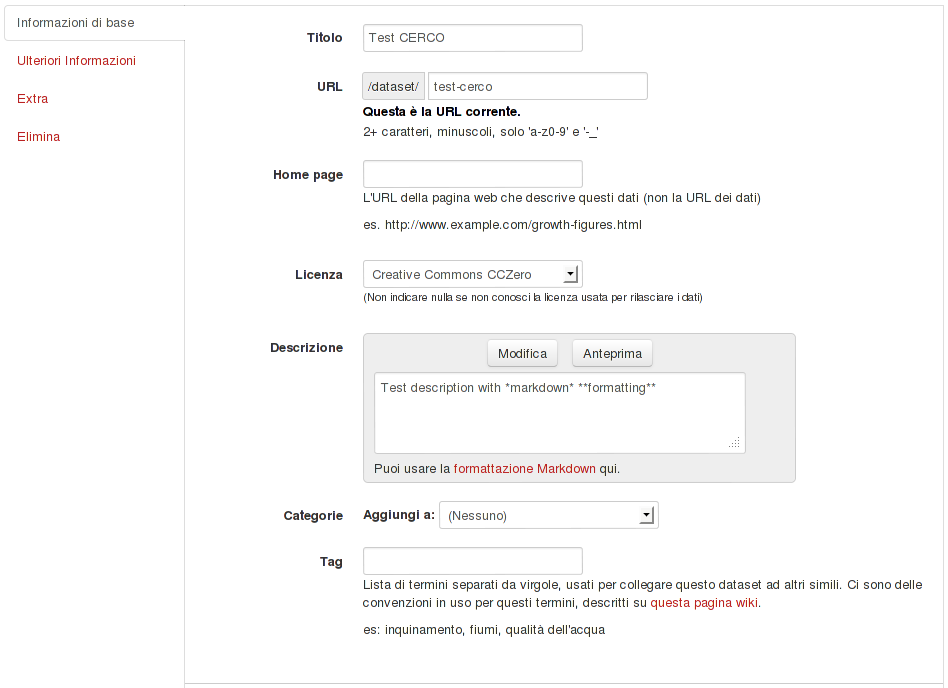 Informazioni di base
Ulteriori Informazioni
Extra
Elimina
Titolo Test CERCO
URL /dataset/ test-cerco
Questa è la URL corrente.
2+ caratteri, minuscoli, solo 'a-z0-9' e '-_'
Home page
L'URL della pagina web che descrive questi dati (non la URL dei dati)
es. http://www.example.com/growth-figures.html
Licenza Creative Commons CCZero
(Non indicare nulla se non conosci la licenza usata per rilasciare i dati)
Descrizione Modifica Anteprima
Test description with *markdown* **formatting**
Puoi usare la formattazione Markdown qui.
Categorie Aggiungi a: (Nessuno)
Tag
Lista di termini separati da virgole, usati per collegare questo dataset ad altri simili. Ci sono delle
convenzioni in uso per questi termini, descritti su questa pagina wiki.
es: inquinamento, fiumi, qualità dell'acqua